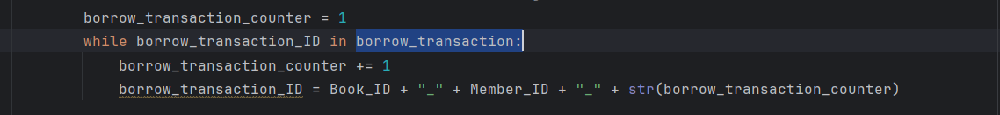 borrow_transaction_counter = 1
while borrow_transaction_ID in borrow_transaction:
borrow_transaction_counter += 1
borrow_transaction_ID = Book_ID + "_" + Member_ID + "_" + str(borrow_transaction_counter)